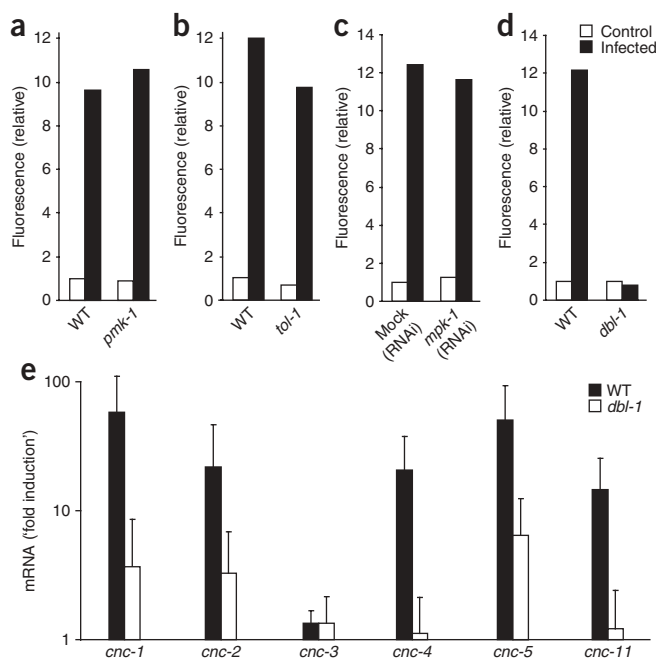 a
Fluorescence (relative)
12
10
8
6
4
2
0
WT
pmk-1
b
Fluorescence (relative)
12
10
8
6
4
2
0
WT
tol-1
c
Fluorescence (relative)
14
12
10
8
6
4
2
0
Mock
(RNAi)
mpk-1
(RNAi)
d
Control
Infected
Fluorescence (relative)
14
12
10
8
6
4
2
0
WT
dbl-1
e
mRNA ('fold induction')
100
10
1
WT
dbl-1
cnc-1
cnc-2
cnc-3
cnc-4
cnc-5
cnc-11